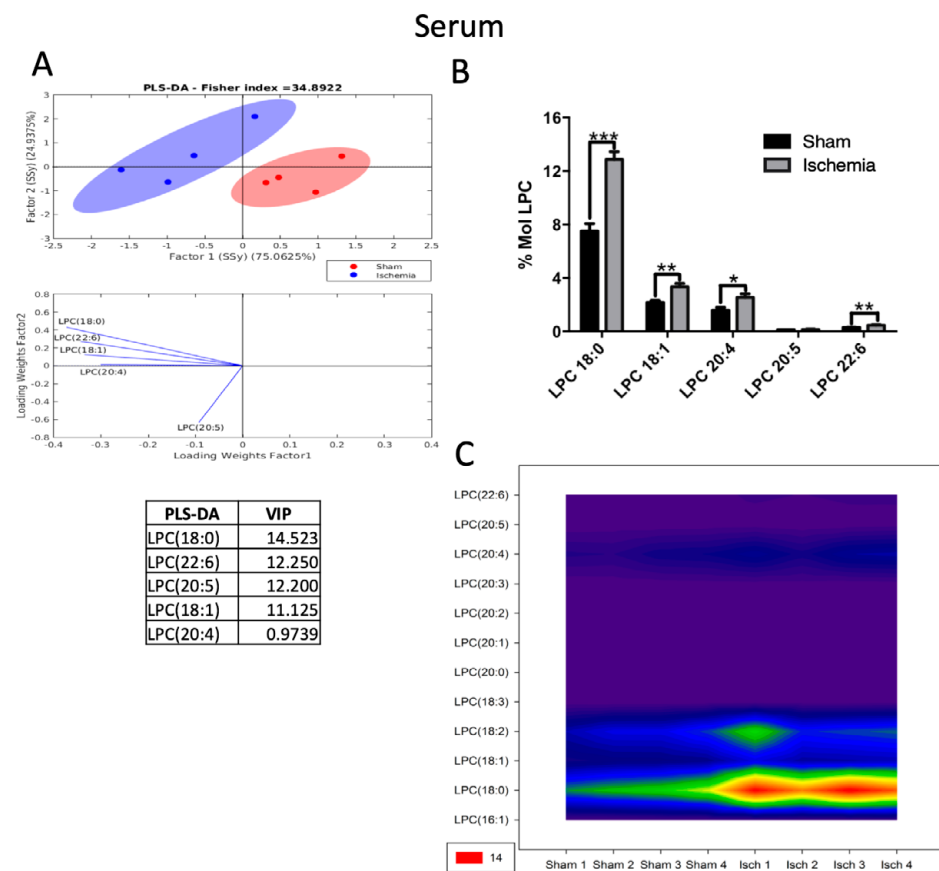 Serum
A
PLS-DA - Fisher index =34.8922
Factor 2 (SSy) (24.9375%)
3
2
1
0
-1
-2
3
-2.5
-2
-1.5
-1
-0.5
0
0.5
1
1.5
2
2.5
Factor 1 (SSy) (75.0625%)
Sham
Ischemia
Loading Weights Factor2
0.8
0.6
0.4
0.2
0
-0.2
-0.4
-0.6
-0.8
LPC(18:0)
LPC(22:6)
LPC(18:1)
LPC(20:4)
LPC(20:5)
-0.4
-0.3
-0.2
-0.1
0
0.1
0.2
0.3
0.4
Loading Weights Factor1
PLS-DA VIP
LPC(18:0) 14.523
LPC(22:6) 12.250
LPC(20:5) 12.200
LPC(18:1) 11.125
LPC(20:4) 0.9739
B
% Mol LPC
16
12
8
4
0
Sham
Ischemia
***
**
*
**
LPC 18:0
LPC 18:1
LPC 20:4
LPC 20:5
LPC 22:6
C
LPC(22:6)
LPC(20:5)
LPC(20:4)
LPC(20:3)
LPC(20:2)
LPC(20:1)
LPC(20:0)
LPC(18:3)
LPC(18:2)
LPC(18:1)
LPC(18:0)
LPC(16:1)
14
Sham 1
Sham 2
Sham 3
Sham 4
Isch 1
Isch 2
Isch 3
Isch 4